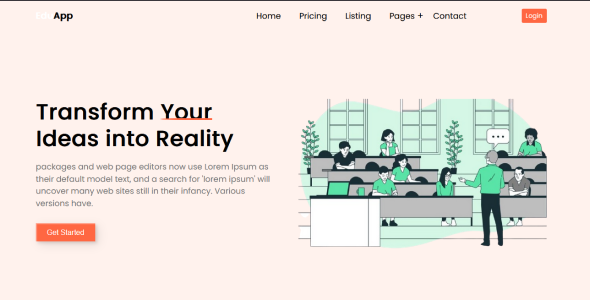 App
Home Pricing Listing Pages + Contact
Login
Transform Your
Ideas into Reality
packages and web page editors now use Lorem Ipsum as
their default model text, and a search for 'lorem ipsum' will
uncover many web sites still in their infancy. Various
versions have.
Get Started